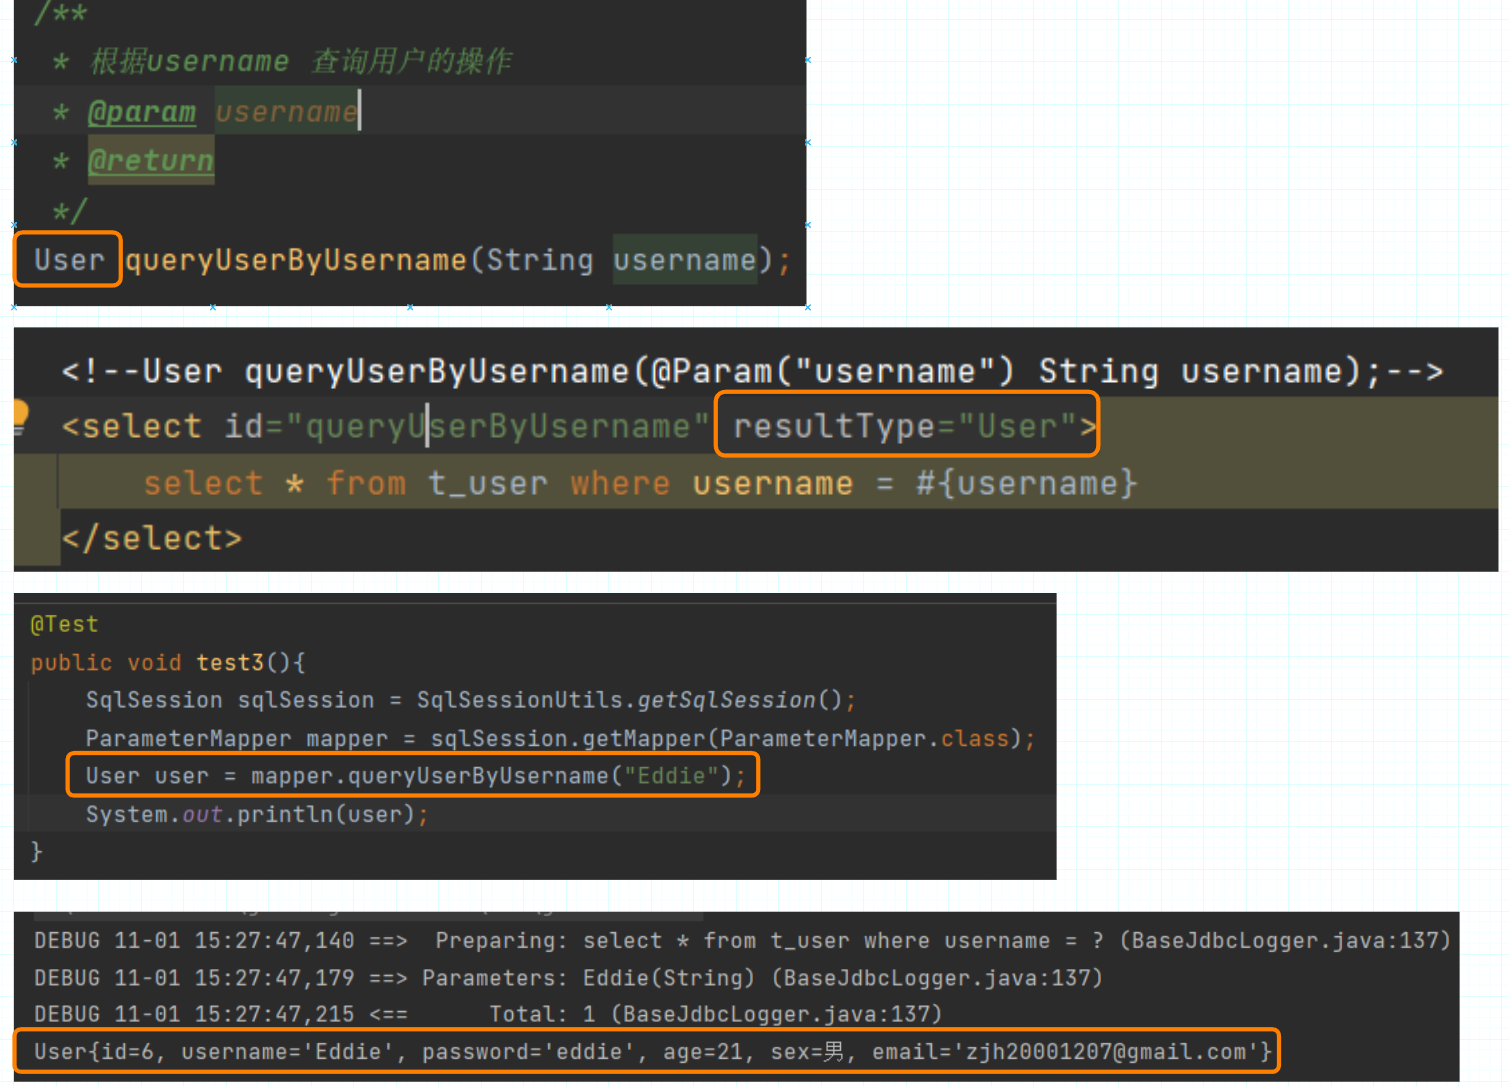 /**
* 根据username 查询用户的操作
* @param username
* @return
*/
User queryUserByUsername(String username);
<!--User queryUserByUsername(@Param("username") String username);-->
<select id="queryUserByUsername" resultType="User">
select * from t_user where username = #{username}
</select>
@Test
public void test3(){
SqlSession sqlSession = SqlSessionUtils.getSqlSession();
ParameterMapper mapper = sqlSession.getMapper(ParameterMapper.class);
User user = mapper.queryUserByUsername("Eddie");
System.out.println(user);
}
DEBUG 11-01 15:27:47,140 ==>  Preparing: select * from t_user where username = ? (BaseJdbcLogger.java:137)
DEBUG 11-01 15:27:47,179 ==> Parameters: Eddie(String) (BaseJdbcLogger.java:137)
DEBUG 11-01 15:27:47,215 <==      Total: 1 (BaseJdbcLogger.java:137)
User{id=6, username='Eddie', password='eddie', age=21, sex=男, email='zjh20001207@gmail.com'}